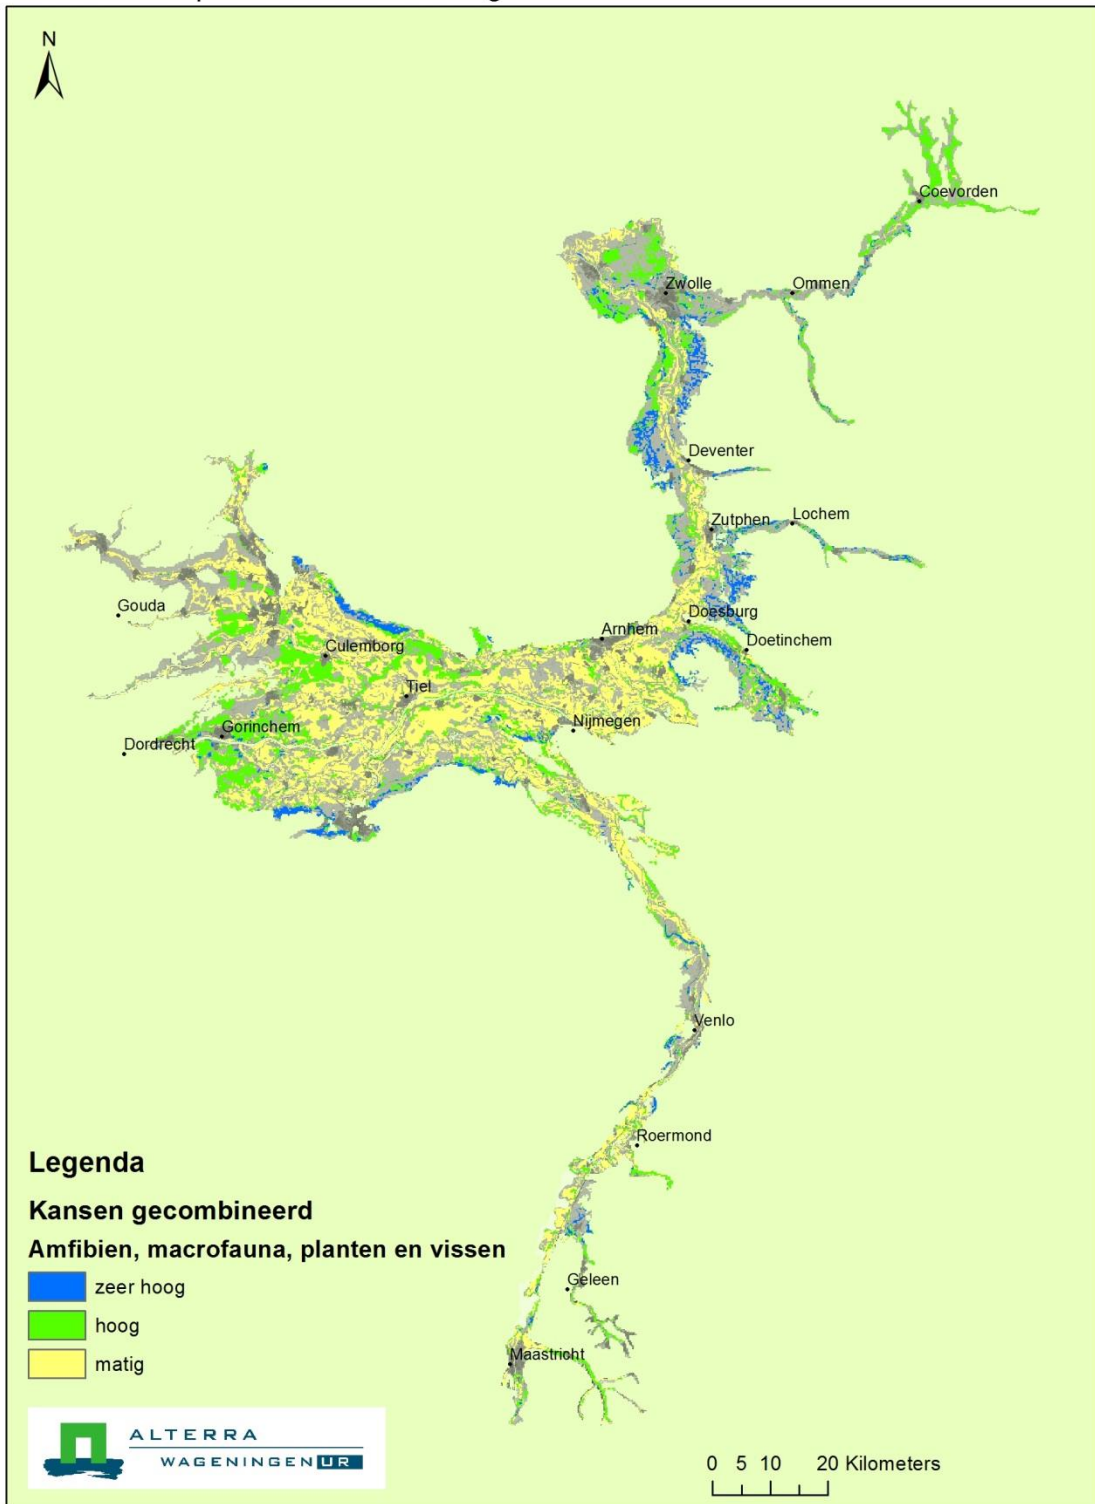 N
Coevorden
Zwolle
Ommen
Deventer
Zutphen
Lochem
Gouda
Doesburg
Arnhem
Doetinchem
Culemborg
Tiel
Nijmegen
Gorinchem
Dordrecht
Venlo
Roermond
Geleen
Maastricht
Legenda
Kansen gecombineerd
Amfibien, macrofauna, planten en vissen
zeer hoog
hoog
matig
ALTERRA
WAGENINGEN UR
0 5 10 20 Kilometers